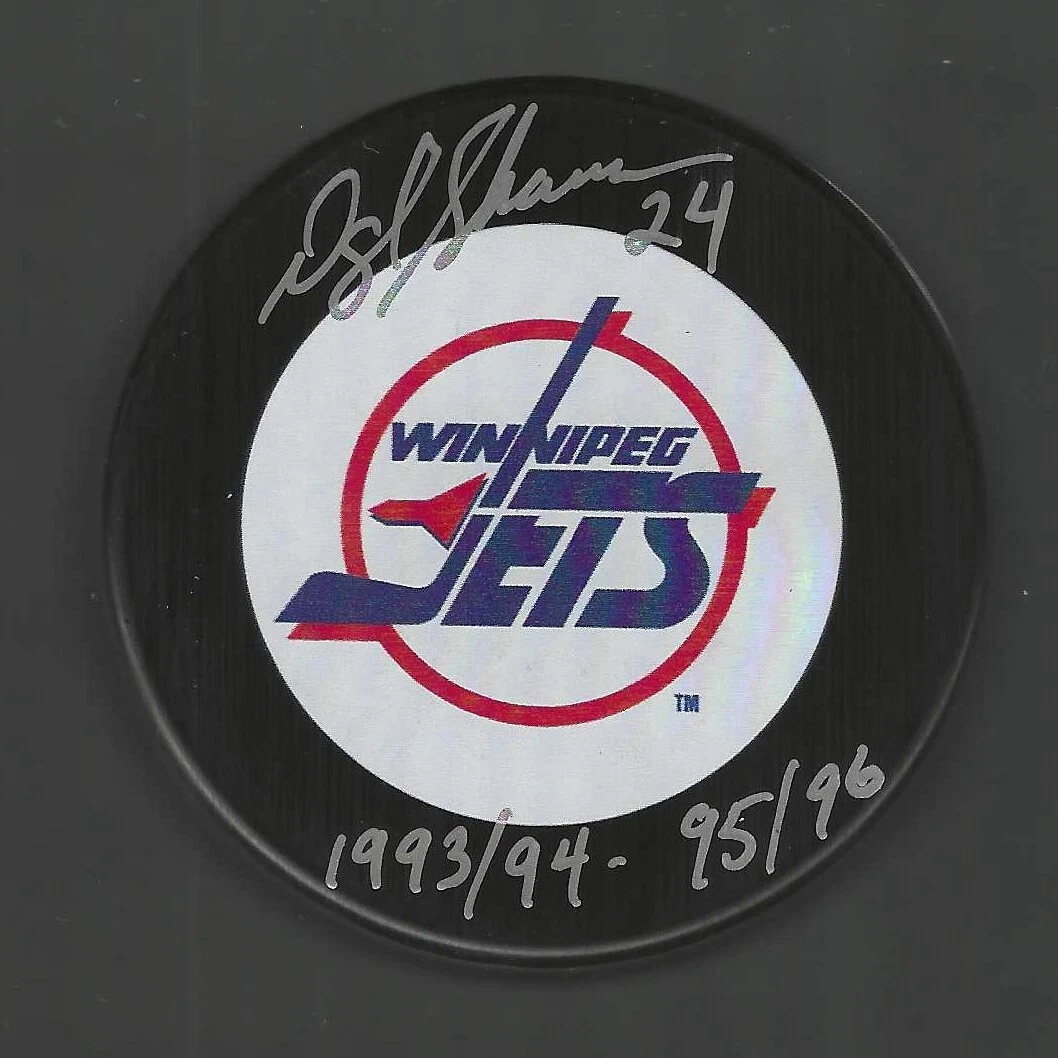 24
WINNIPEG
JETS
TM
1993/94 - 95/96